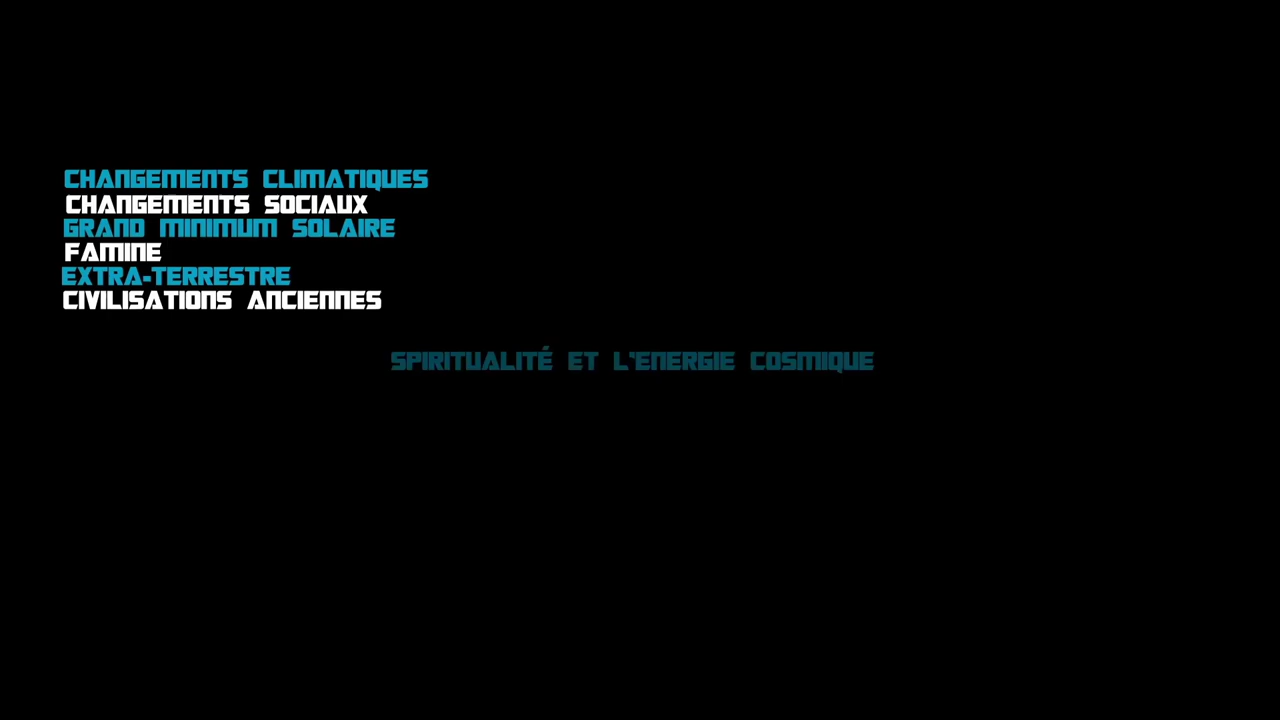 CHANGEMENTS CLIMATIQUES
CHANGEMENTS SOCIAUX
GRAND MINIMUM SOLAIRE
FAMINE
EXTRA-TERRESTRE
CIVILISATIONS ANCIENNES
SPIRITUALITÉ ET L'ENERGIE COSMIQUE